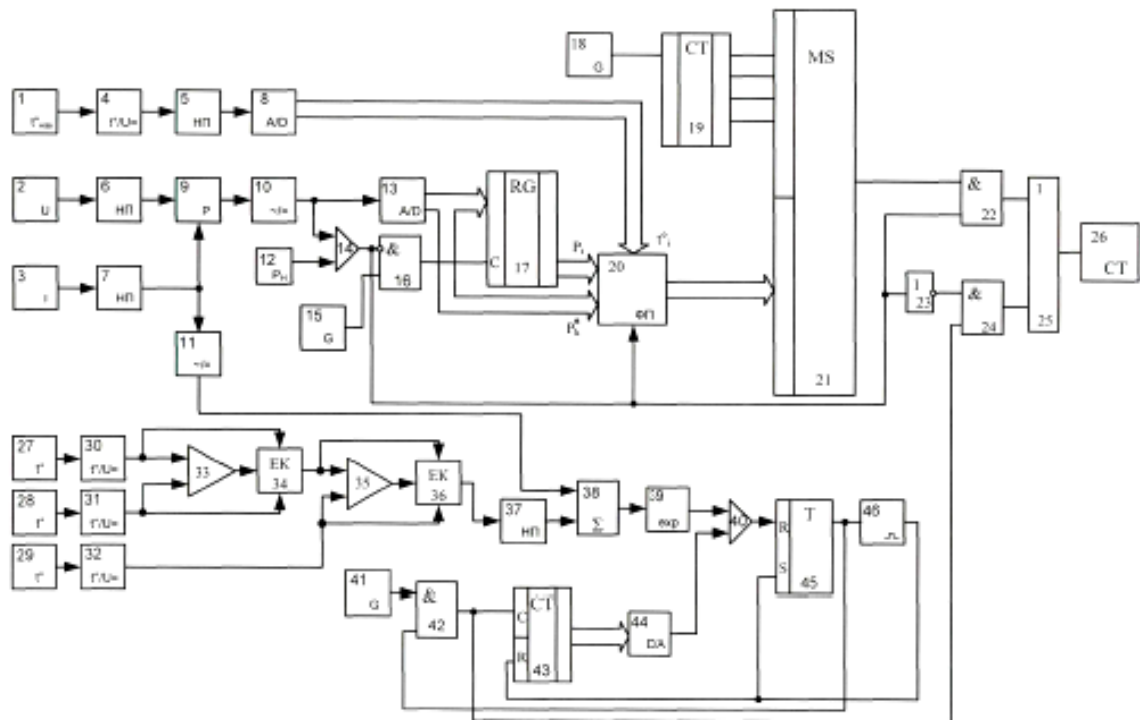 18
G
CT
19
MS
21
1
4
t°/U=
5
НП
8
A/D
2
U
6
НП
9
P
10
~/=
13
A/D
RG
C
17
3
I
7
НП
12
Pн
14
&
16
15
G
11
~/=
20
ФП
&
22
1
23
&
24
1
25
26
CT
27
t°
30
t°/U=
33
EK
34
28
t°
31
t°/U=
35
EK
36
29
t°
32
t°/U=
37
НП
38
Σ
exp
40
R
T
S
45
46
41
G
&
42
C
CT
R
43
44
D/A